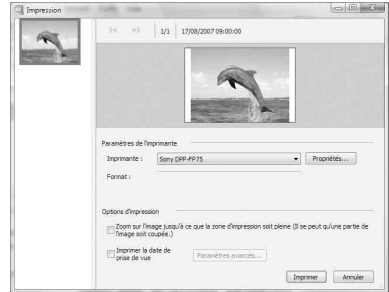 Impression
1/1
17/08/2007 09:00:00
Paramètres de l'imprimante
Imprimante :
Sony DPP-FP75
Propriétés...
Format :
Options d'impression
Zoom sur l'image jusqu'à ce que la zone d'impression soit pleine (Il se peut qu'une partie de
l'image soit coupée.)
Imprimer la date de
prise de vue
Paramètres avancés...
Imprimer
Annuler